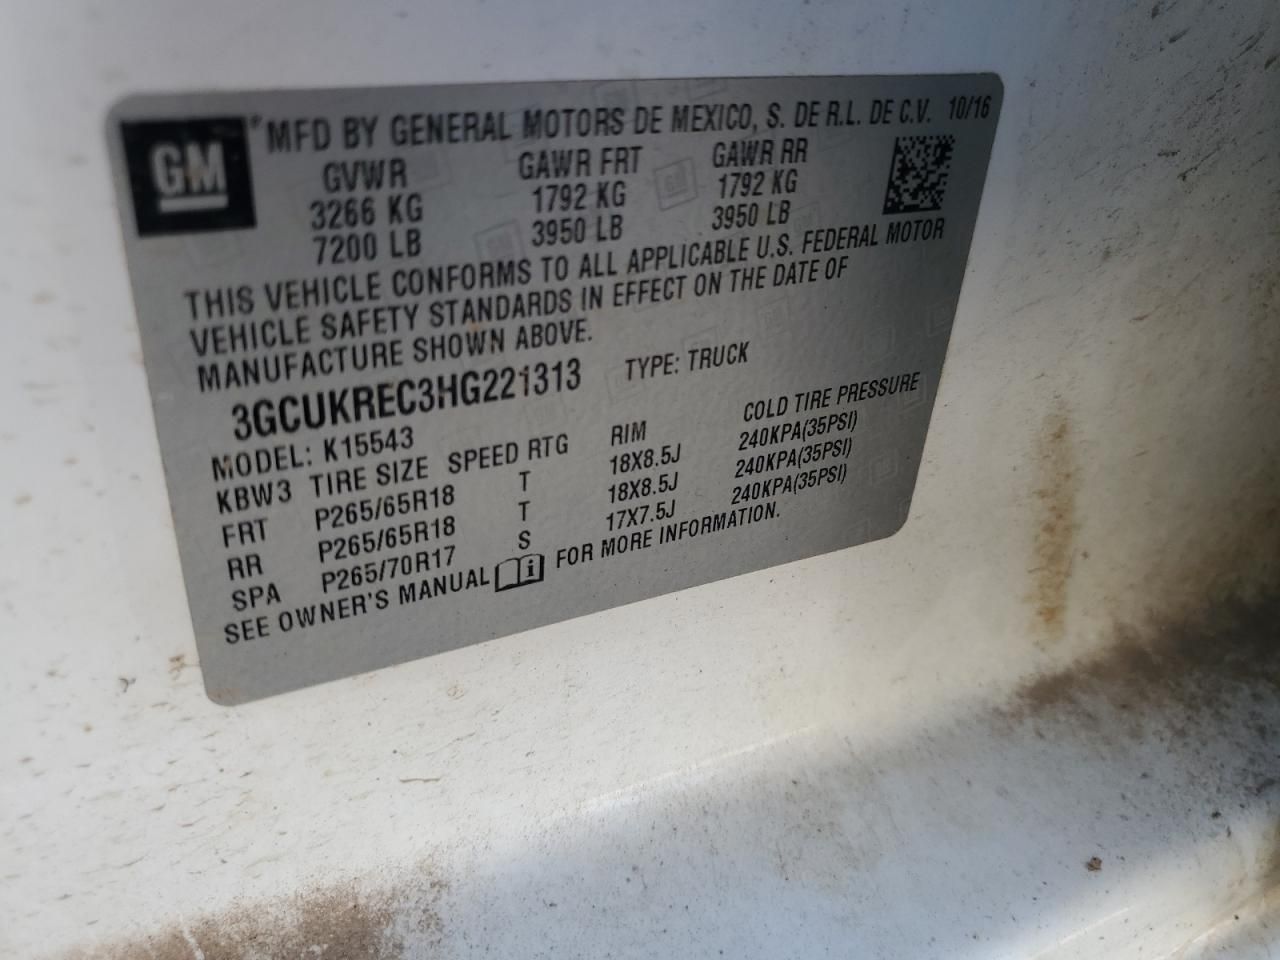 GM
* MFD BY GENERAL MOTORS DE MEXICO, S. DE R.L. DE C.V. 10/16
GVWR GAWR FRT GAWR RR
3266 KG 1792 KG 1792 KG
7200 LB 3950 LB 3950 LB
THIS VEHICLE CONFORMS TO ALL APPLICABLE U.S. FEDERAL MOTOR
VEHICLE SAFETY STANDARDS IN EFFECT ON THE DATE OF
MANUFACTURE SHOWN ABOVE.
3GCUKREC3HG221313 TYPE: TRUCK
MODEL: K15543
KBW3 TIRE SIZE SPEED RTG RIM COLD TIRE PRESSURE
FRT P265/65R18 T 18X8.5J 240KPA(35PSI)
RR P265/65R18 T 18X8.5J 240KPA(35PSI)
SPA P265/70R17 S 17X7.5J 240KPA(35PSI)
SEE OWNER'S MANUAL i FOR MORE INFORMATION.